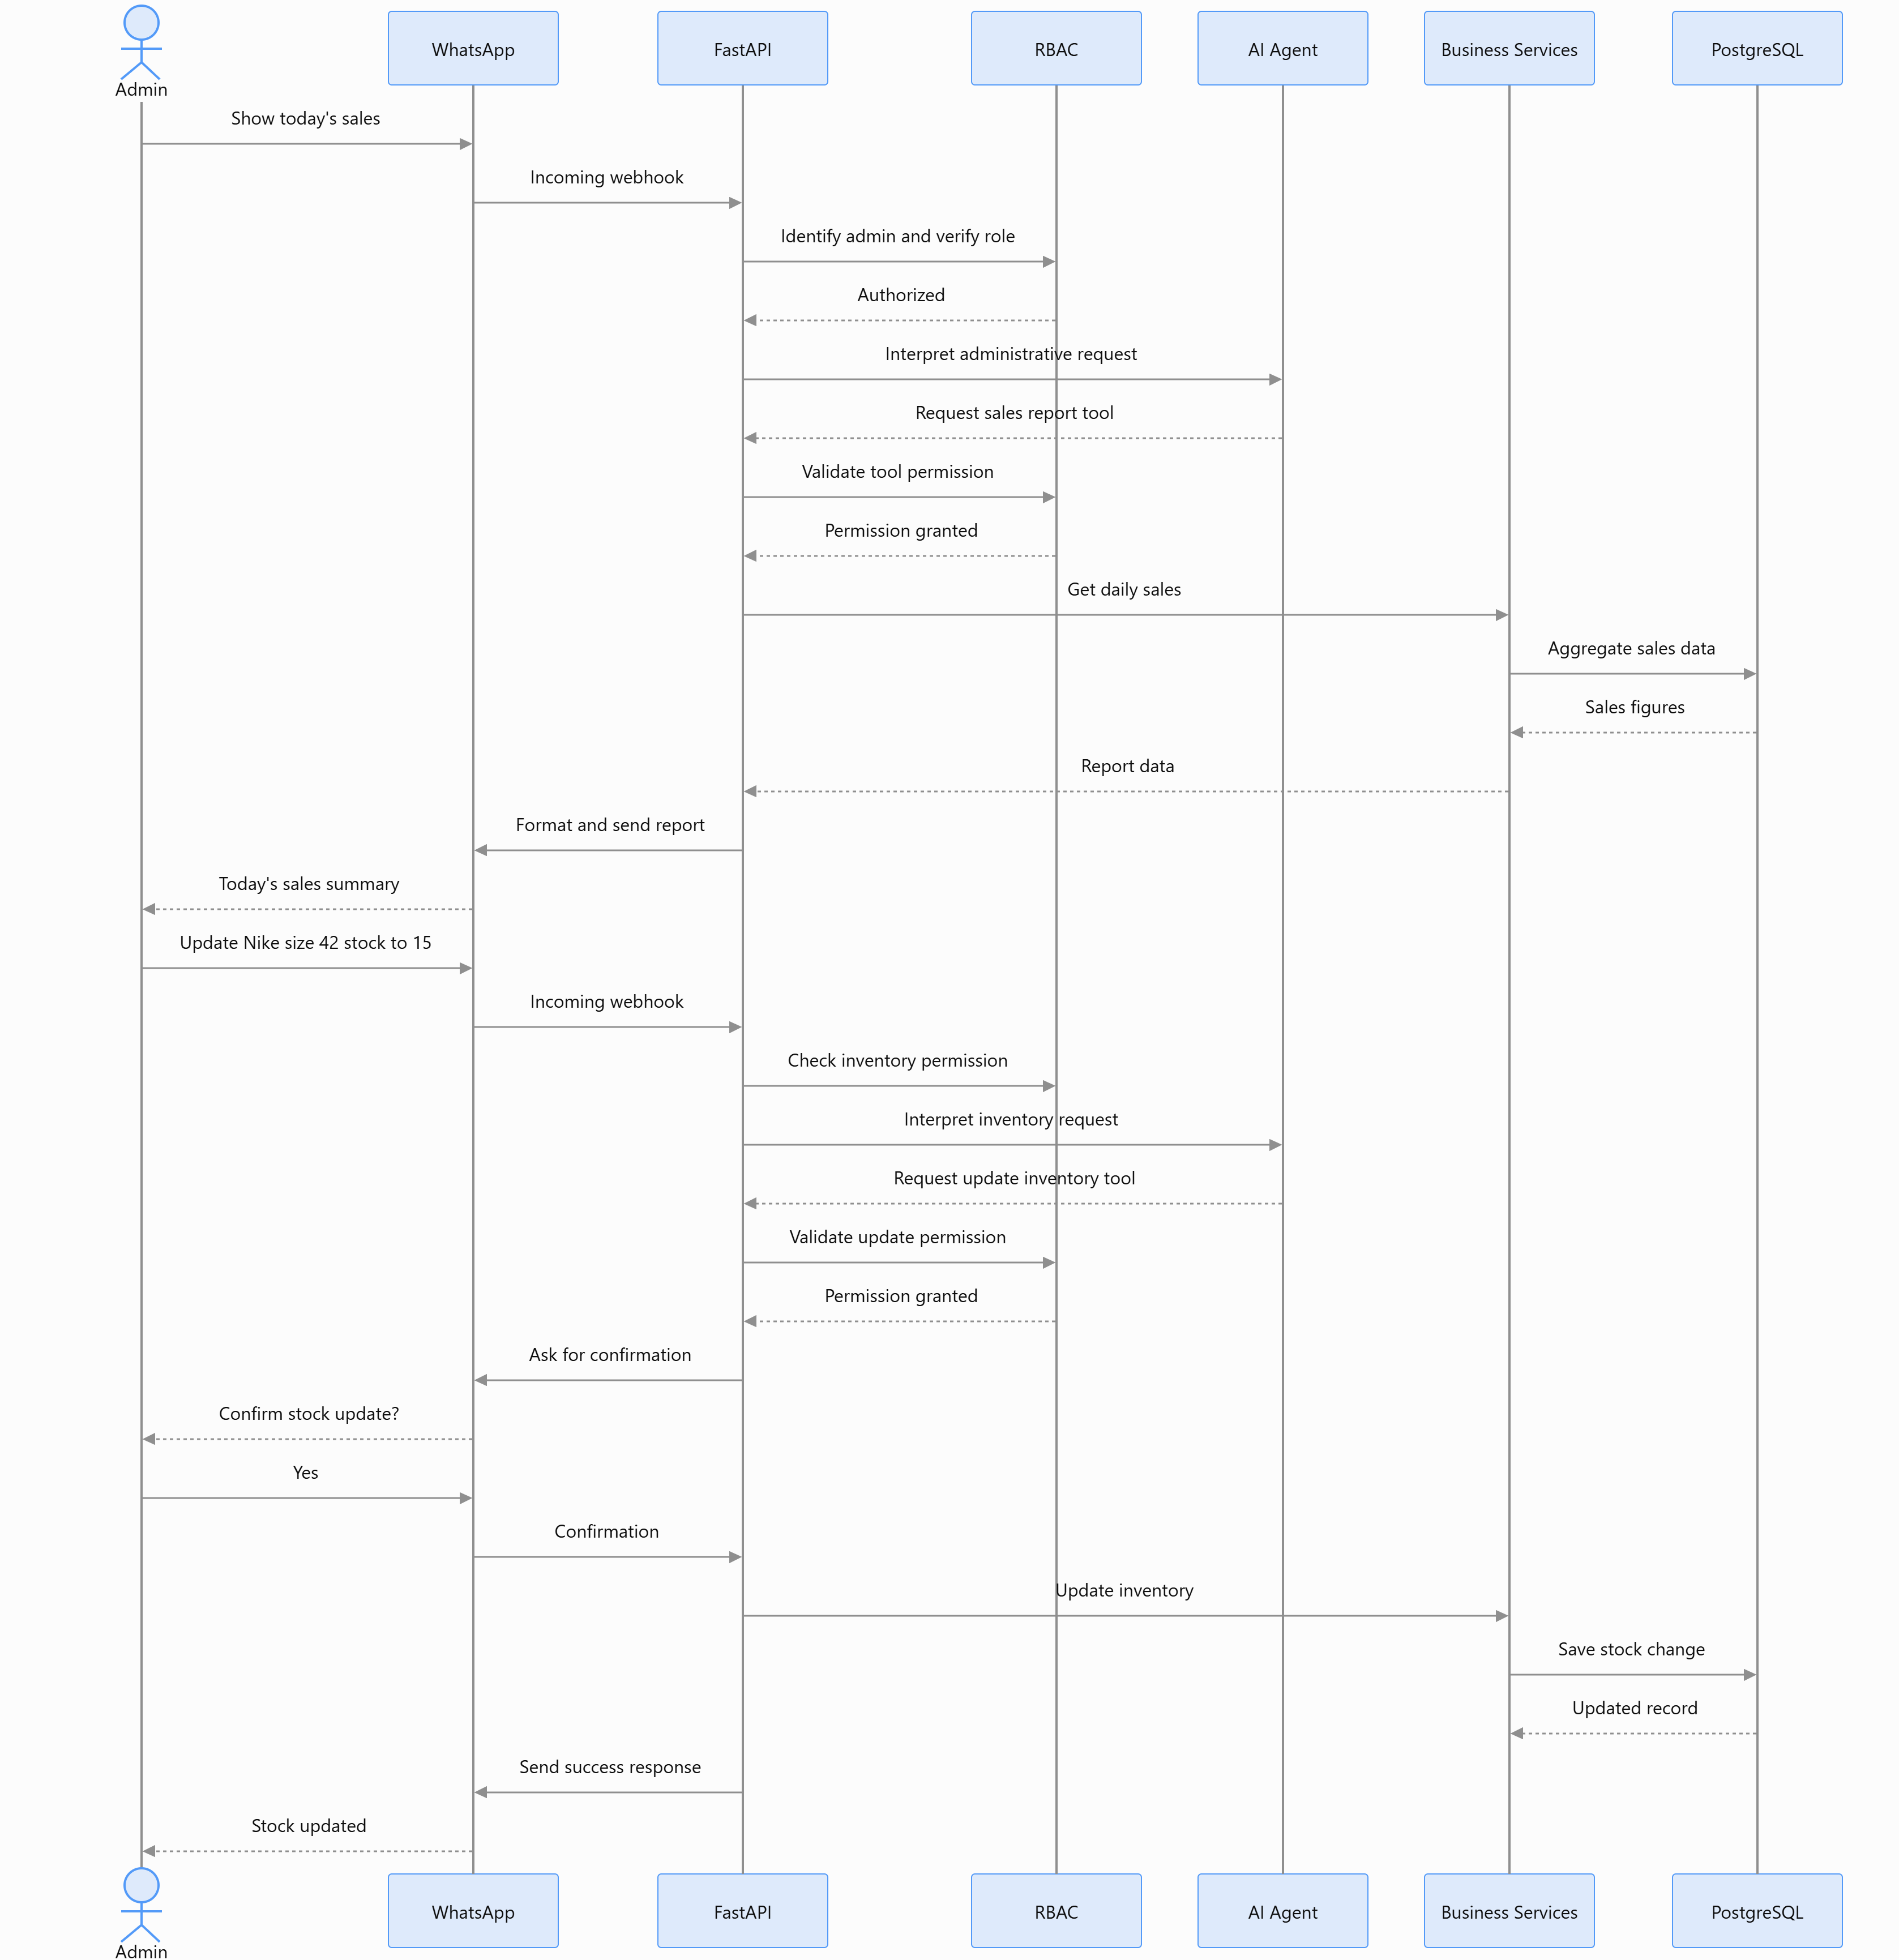 WhatsApp
FastAPI
RBAC
AI Agent
Business Services
PostgreSQL
Admin
Show today's sales
Incoming webhook
Identify admin and verify role
Authorized
Interpret administrative request
Request sales report tool
Validate tool permission
Permission granted
Get daily sales
Aggregate sales data
Sales figures
Report data
Format and send report
Today's sales summary
Update Nike size 42 stock to 15
Incoming webhook
Check inventory permission
Interpret inventory request
Request update inventory tool
Validate update permission
Permission granted
Ask for confirmation
Confirm stock update?
Yes
Confirmation
Update inventory
Save stock change
Updated record
Send success response
Stock updated
WhatsApp
FastAPI
RBAC
AI Agent
Business Services
PostgreSQL
Admin